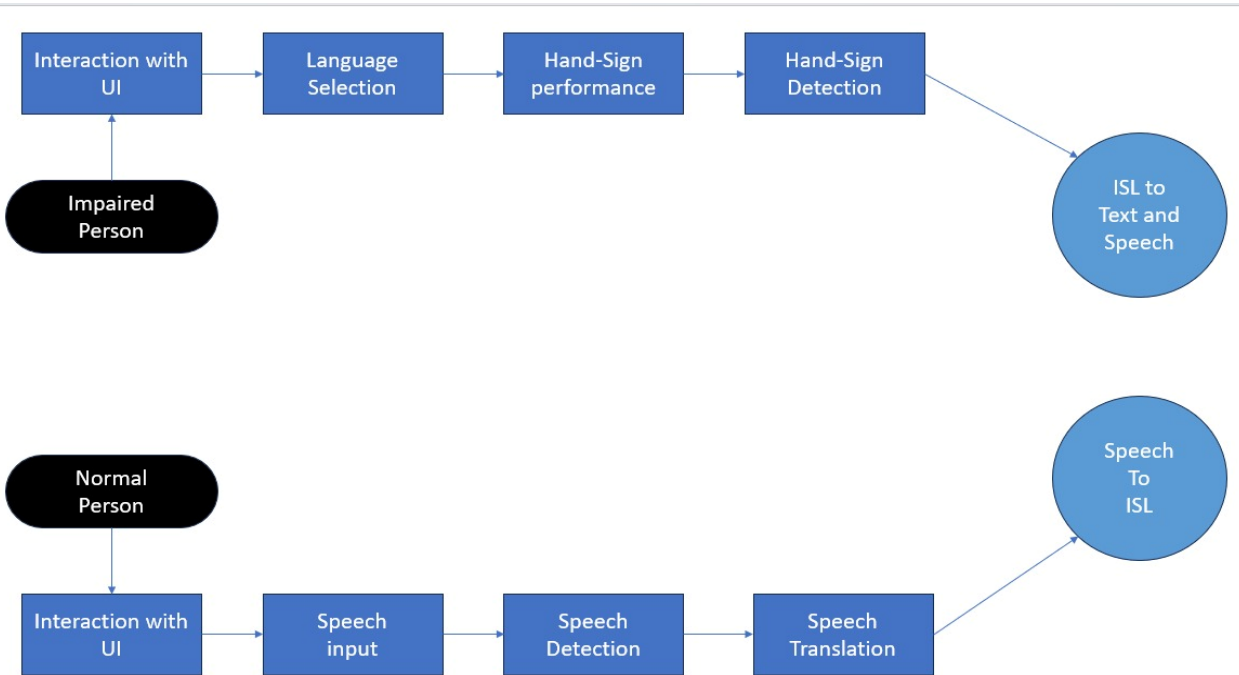 Interaction with
UI
Language
Selection
Hand-Sign
performance
Hand-Sign
Detection
Impaired
Person
ISL to
Text and
Speech
Normal
Person
Speech
To
ISL
Interaction with
UI
Speech
input
Speech
Detection
Speech
Translation